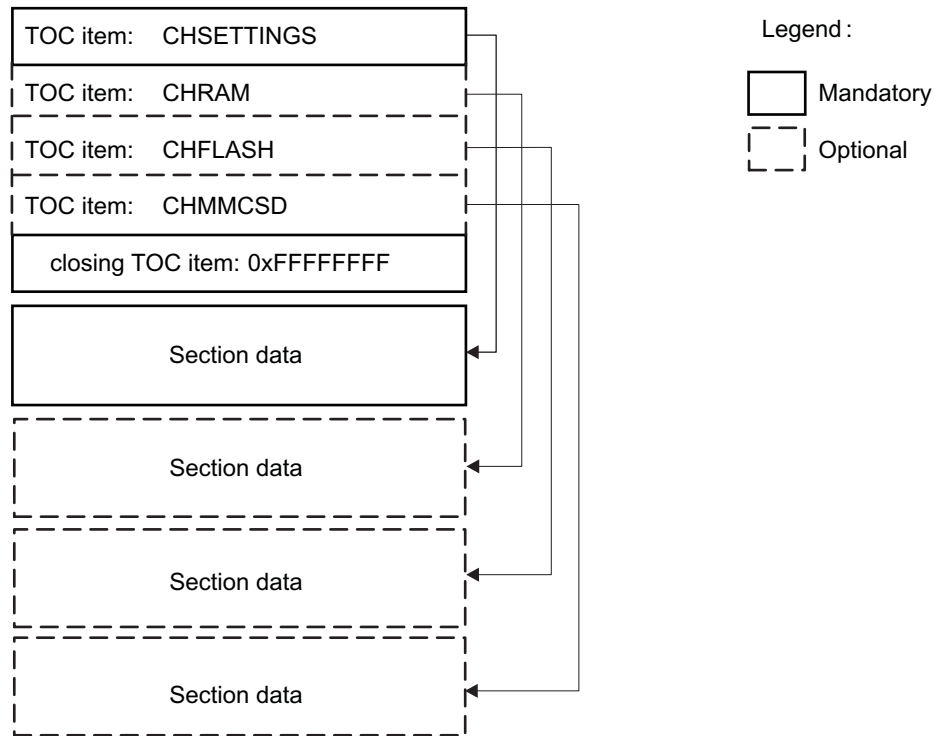 TOC item: CHSETTINGS
TOC item: CHRAM
TOC item: CHFLASH
TOC item: CHMMCSD
closing TOC item: 0xFFFFFFFF
Section data
Section data
Section data
Section data
Legend :
Mandatory
Optional